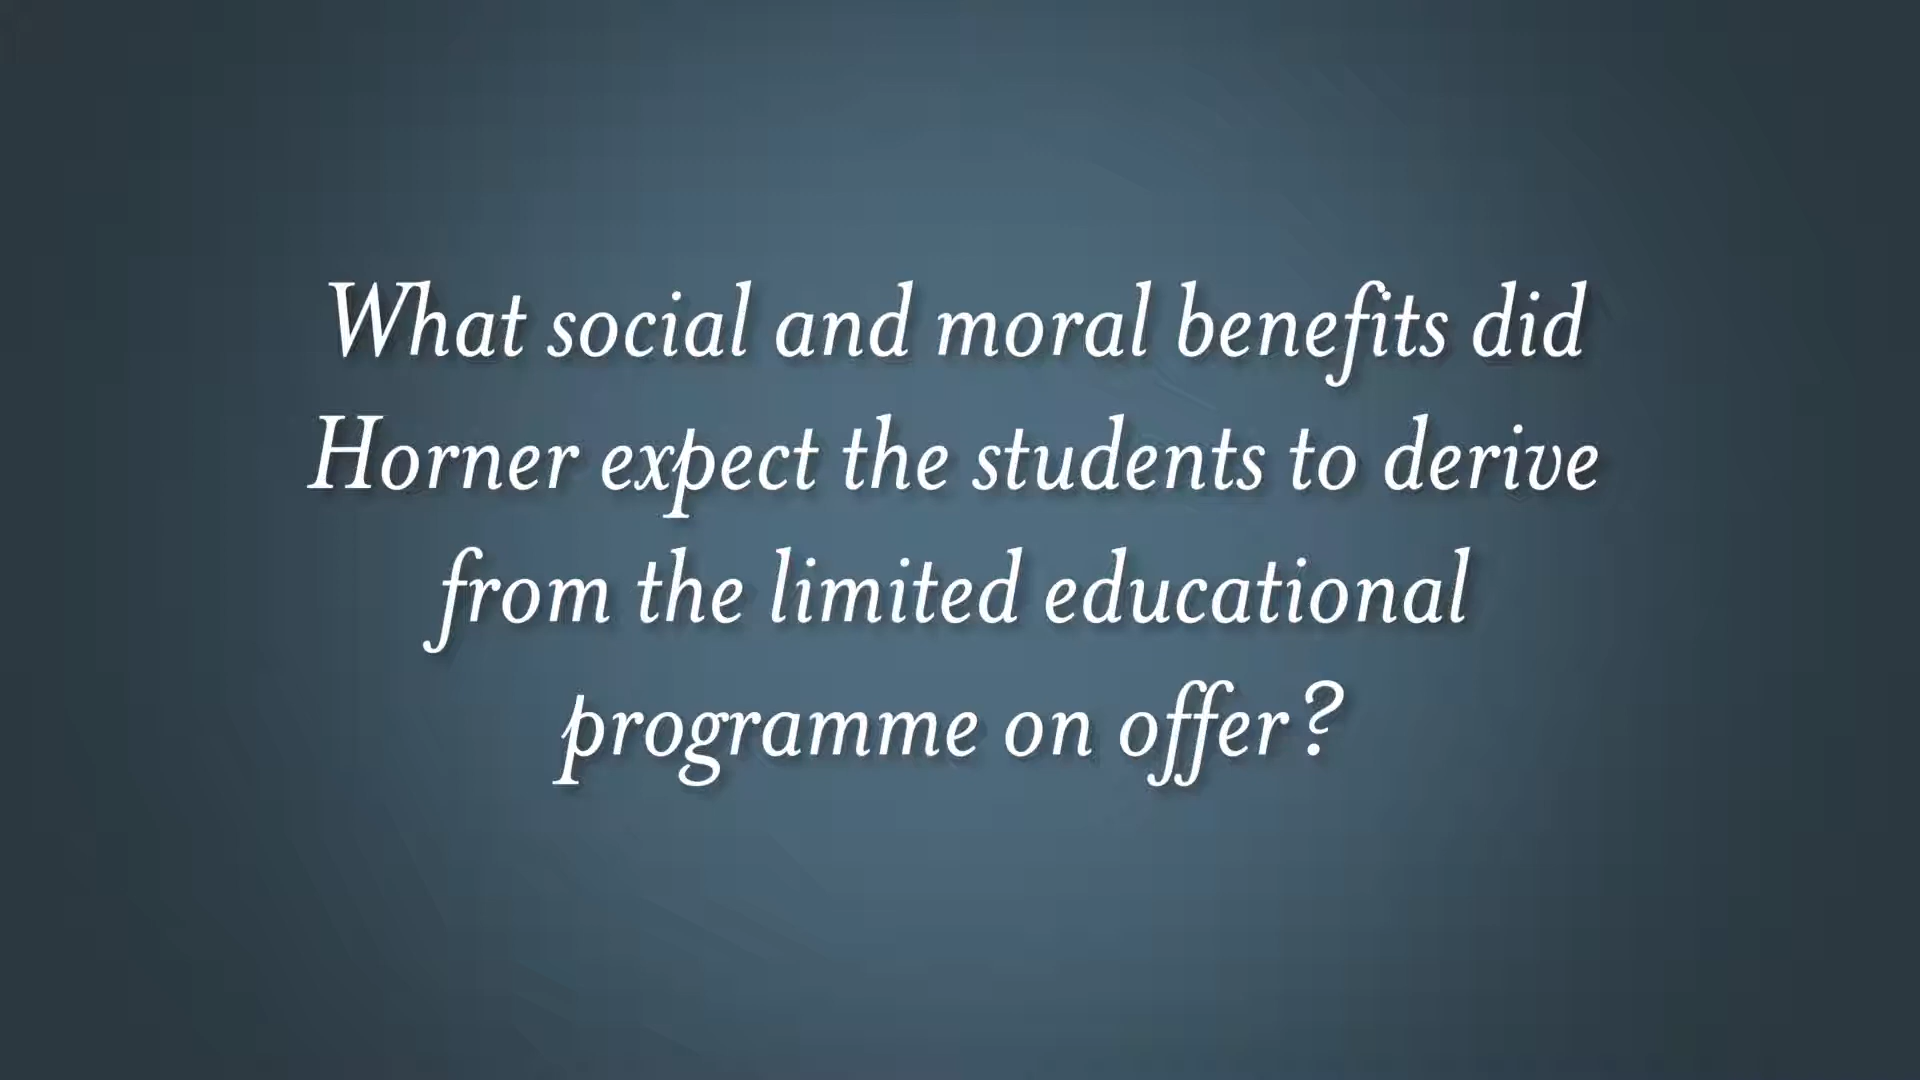 What social and moral benefits did
Horner expect the students to derive
from the limited educational
programme on offer?